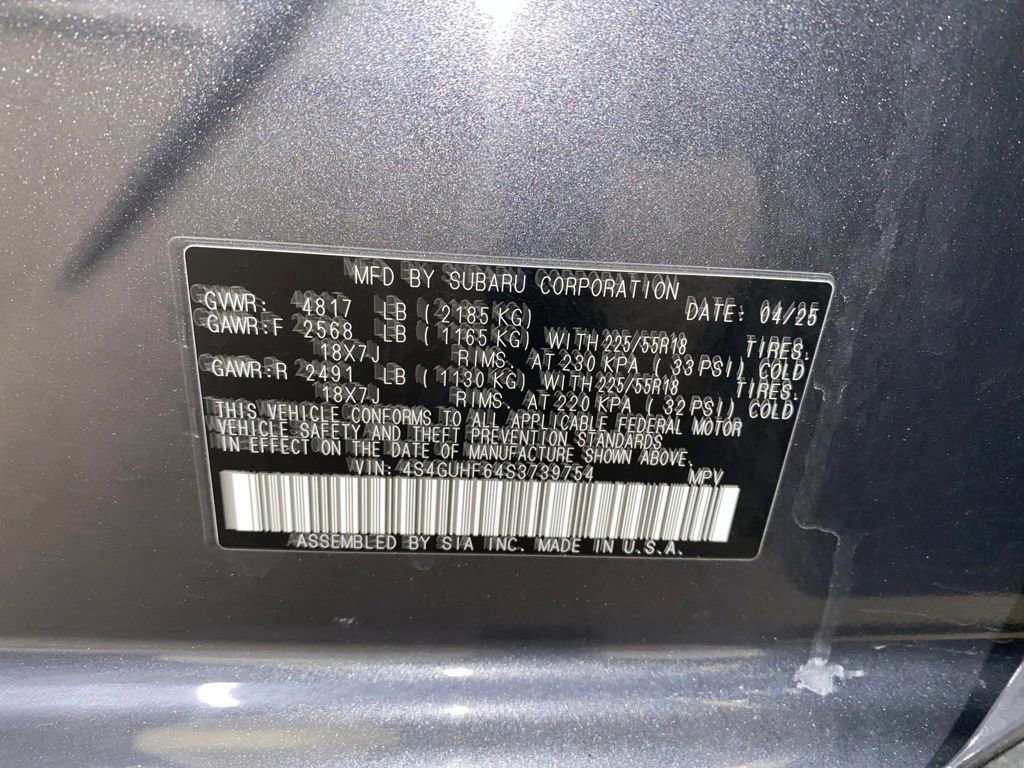 MFD BY SUBARU CORPORATION
GVWR: 4817 LB (2185 KG) DATE: 04/25
GAWR:F 2568 LB (1165 KG) WITH 225/55R18 TIRES.
18X7J RIMS. AT 230 KPA (33 PSI) COLD
GAWR:R 2491 LB (1130 KG) WITH 225/55R18 TIRES.
18X7J RIMS. AT 220 KPA (32 PSI) COLD
THIS VEHICLE CONFORMS TO ALL APPLICABLE FEDERAL MOTOR
VEHICLE SAFETY AND THEFT PREVENTION STANDARDS
IN EFFECT ON THE DATE OF MANUFACTURE SHOWN ABOVE.
VIN: 4S4GUHF64S3739754 MPV
ASSEMBLED BY SIA INC. MADE IN U.S.A.